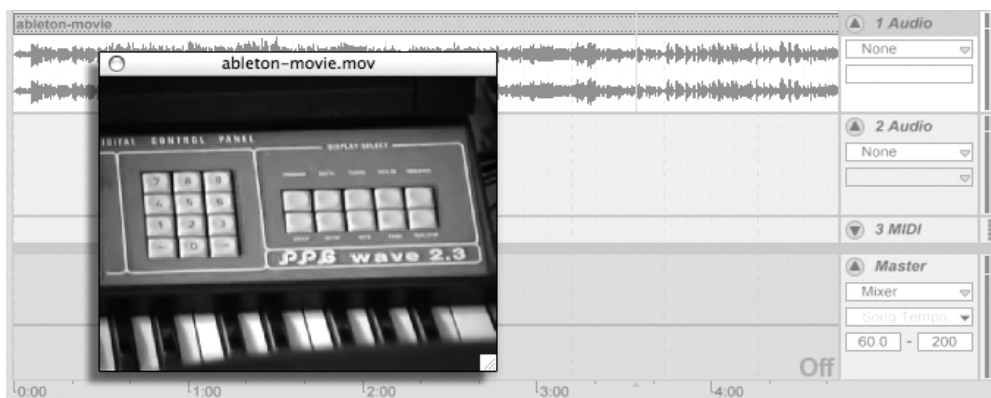 ableton-movie
1 Audio
None
ableton-movie.mov
DIGITAL CONTROL PANEL
DISPLAY SELECT
7 8 9
4 5 6
1 2 3
0
PPG wave 2.3
2 Audio
None
3 MIDI
Master
Mixer
Song Tempo
60.0 - 200
Off
0:00 1:00 2:00 3:00 4:00